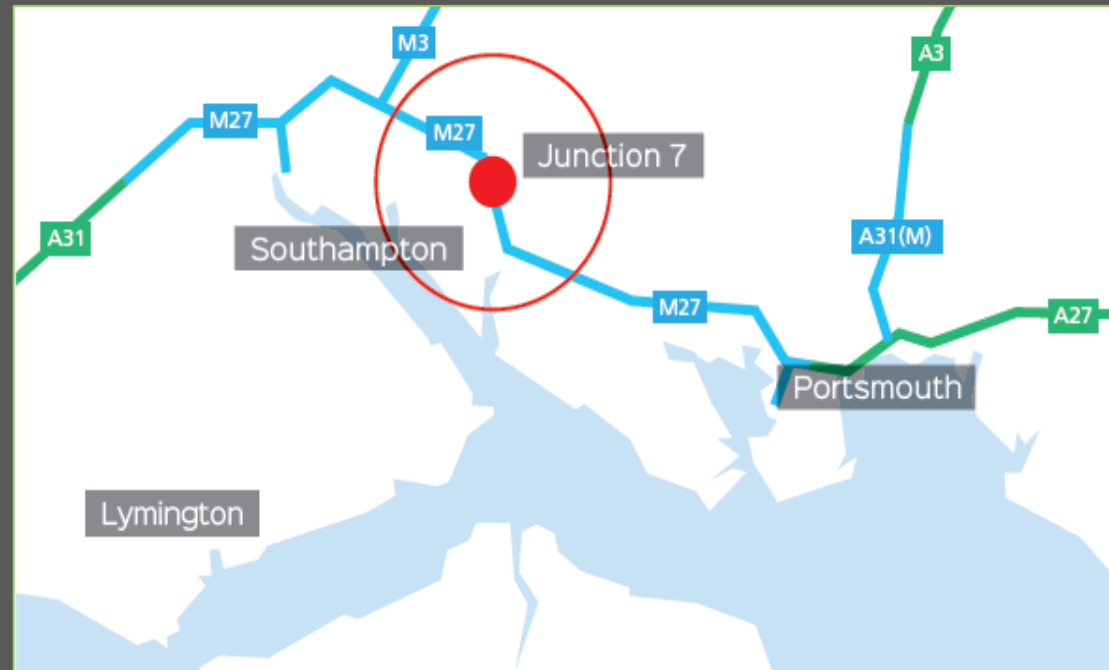 M3
A3
M27
M27
Junction 7
A31
Southampton
A31(M)
M27
A27
Portsmouth
Lymington